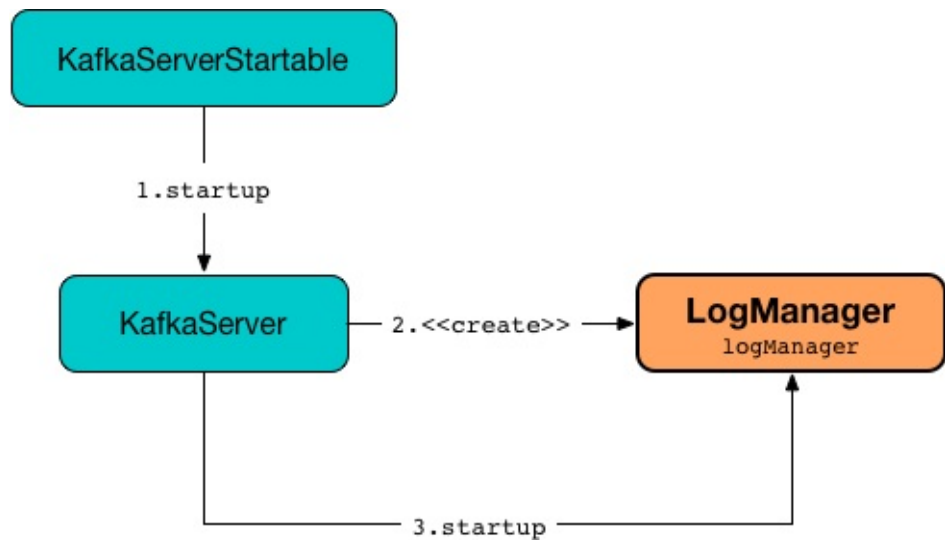 KafkaServerStartable
1.startup
KafkaServer
2.<<create>>
LogManager
logManager
3.startup